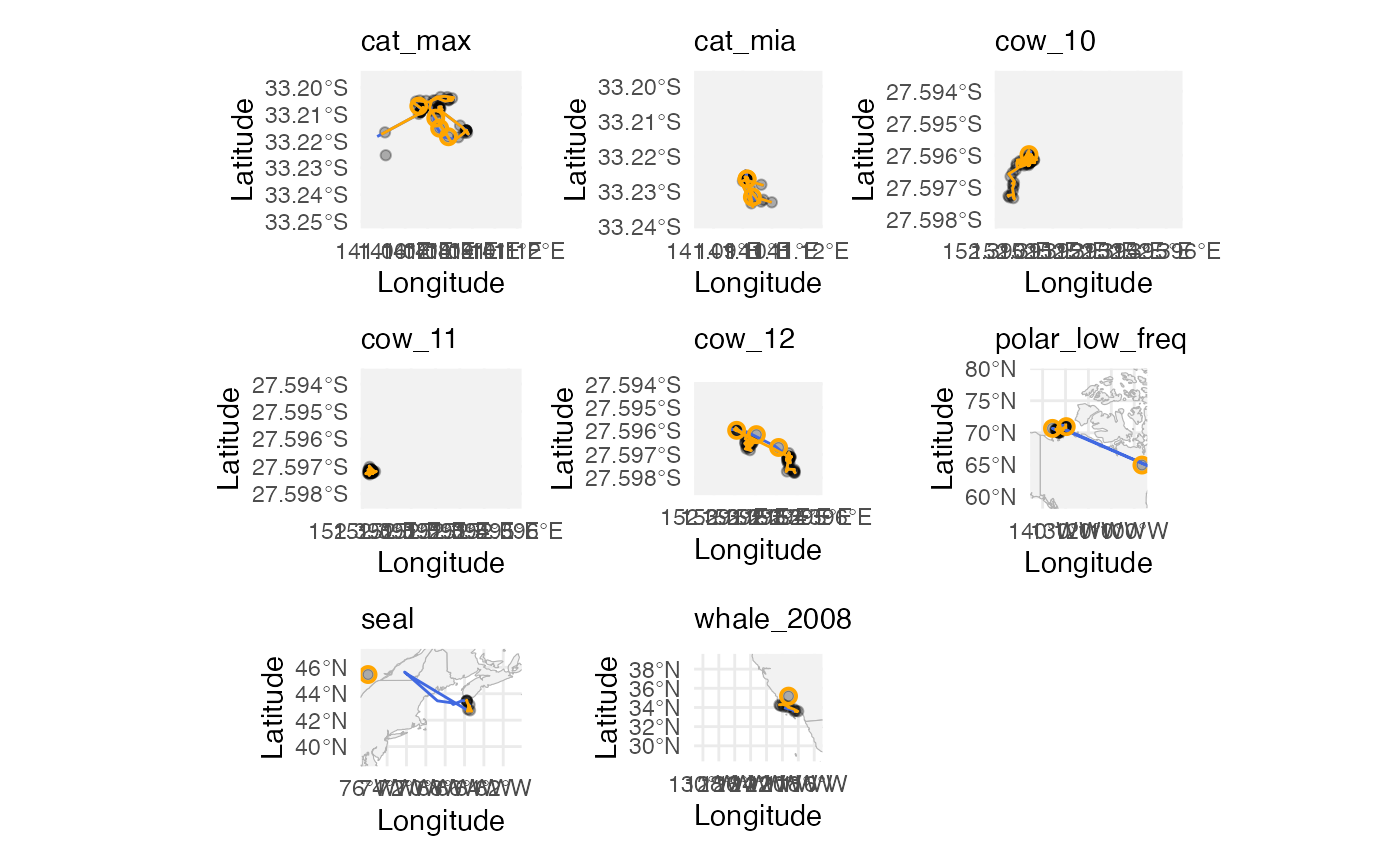 cat_max
cat_mia
cow_10
Latitude
33.20°S
33.21°S
33.22°S
33.23°S
33.24°S
33.25°S
Longitude
Latitude
33.20°S
33.21°S
33.22°S
33.23°S
33.24°S
Longitude
Latitude
27.594°S
27.595°S
27.596°S
27.597°S
27.598°S
Longitude
cow_11
cow_12
polar_low_freq
Latitude
27.594°S
27.595°S
27.596°S
27.597°S
27.598°S
Longitude
Latitude
27.594°S
27.595°S
27.596°S
27.597°S
27.598°S
Longitude
Latitude
80°N
75°N
70°N
65°N
60°N
Longitude
seal
whale_2008
Latitude
46°N
44°N
42°N
40°N
Longitude
Latitude
38°N
36°N
34°N
32°N
30°N
Longitude